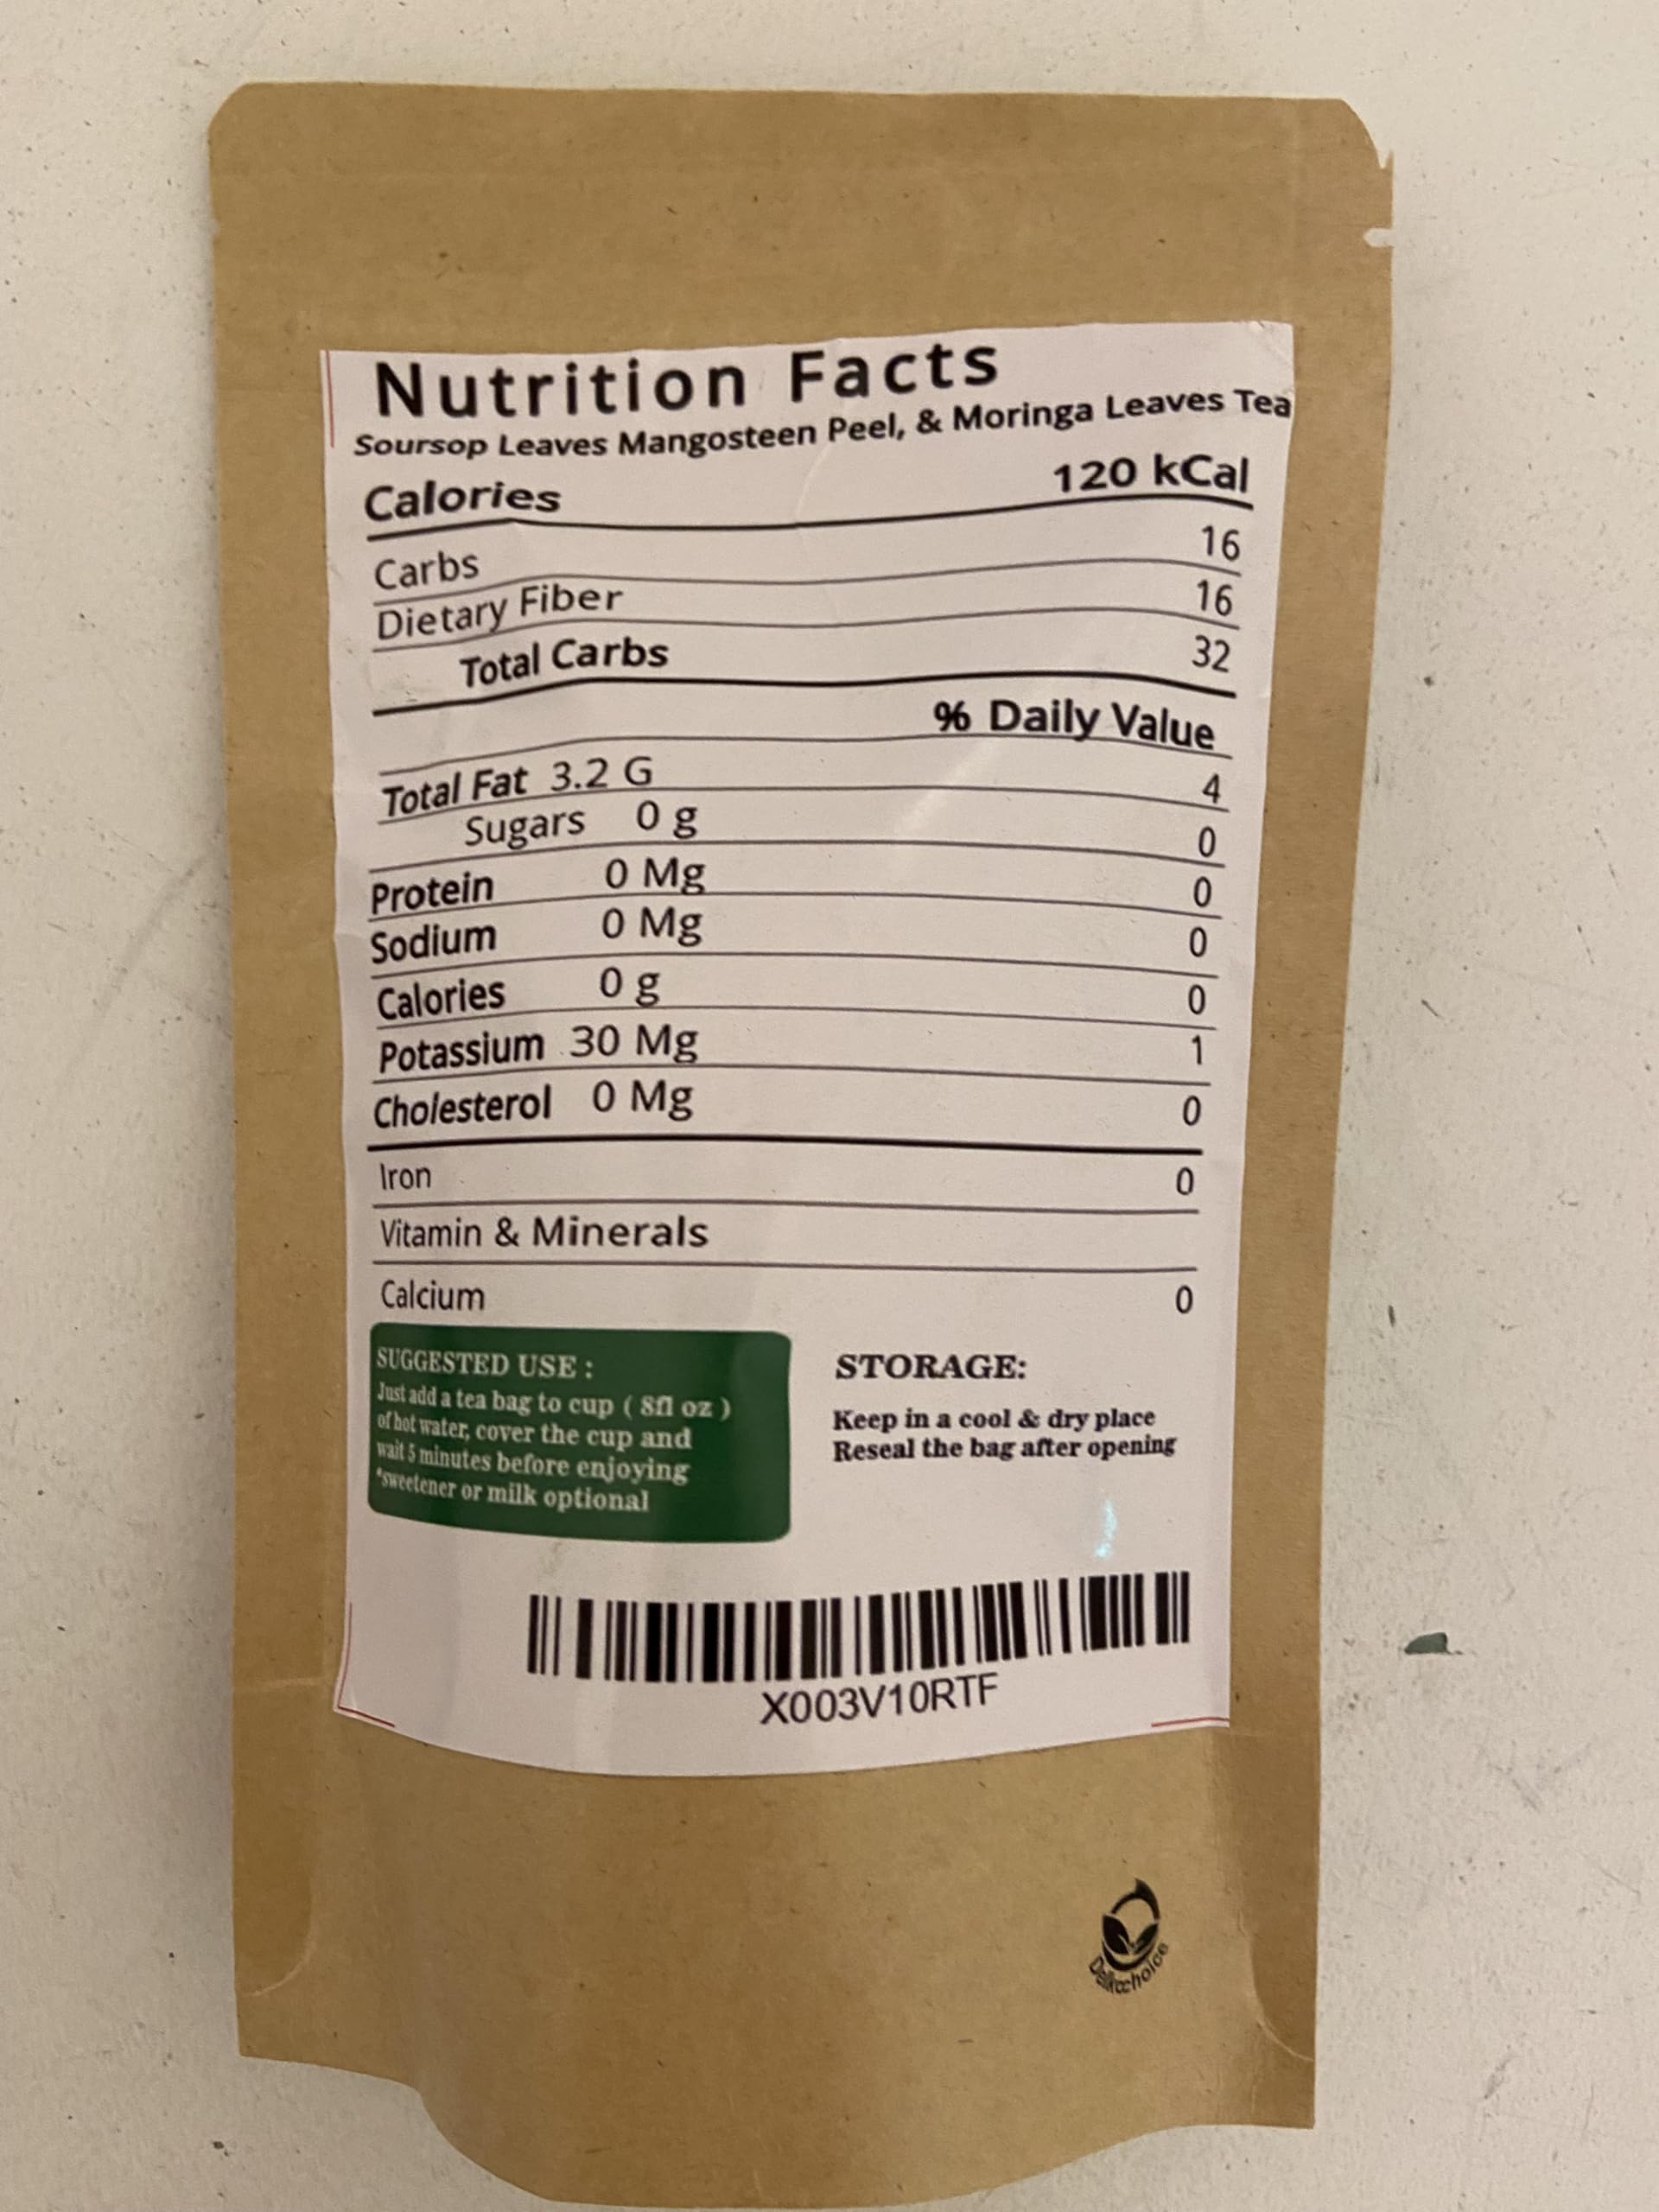 Nutrition Facts
Soursop Leaves Mangosteen Peel, & Moringa Leaves Tea
Calories 120 kCal
Carbs 16
Dietary Fiber 16
Total Carbs 32
% Daily Value
Total Fat 3.2 G 4
Sugars 0 g 0
Protein 0 Mg 0
Sodium 0 Mg 0
Calories 0 g 0
Potassium 30 Mg 1
Cholesterol 0 Mg 0
Iron 0
Vitamin & Minerals
Calcium 0
SUGGESTED USE :
Just add a tea bag to cup ( 8fl oz )
of hot water, cover the cup and
wait 5 minutes before enjoying
*sweetener or milk optional
STORAGE:
Keep in a cool & dry place
Reseal the bag after opening
X003V10RTF